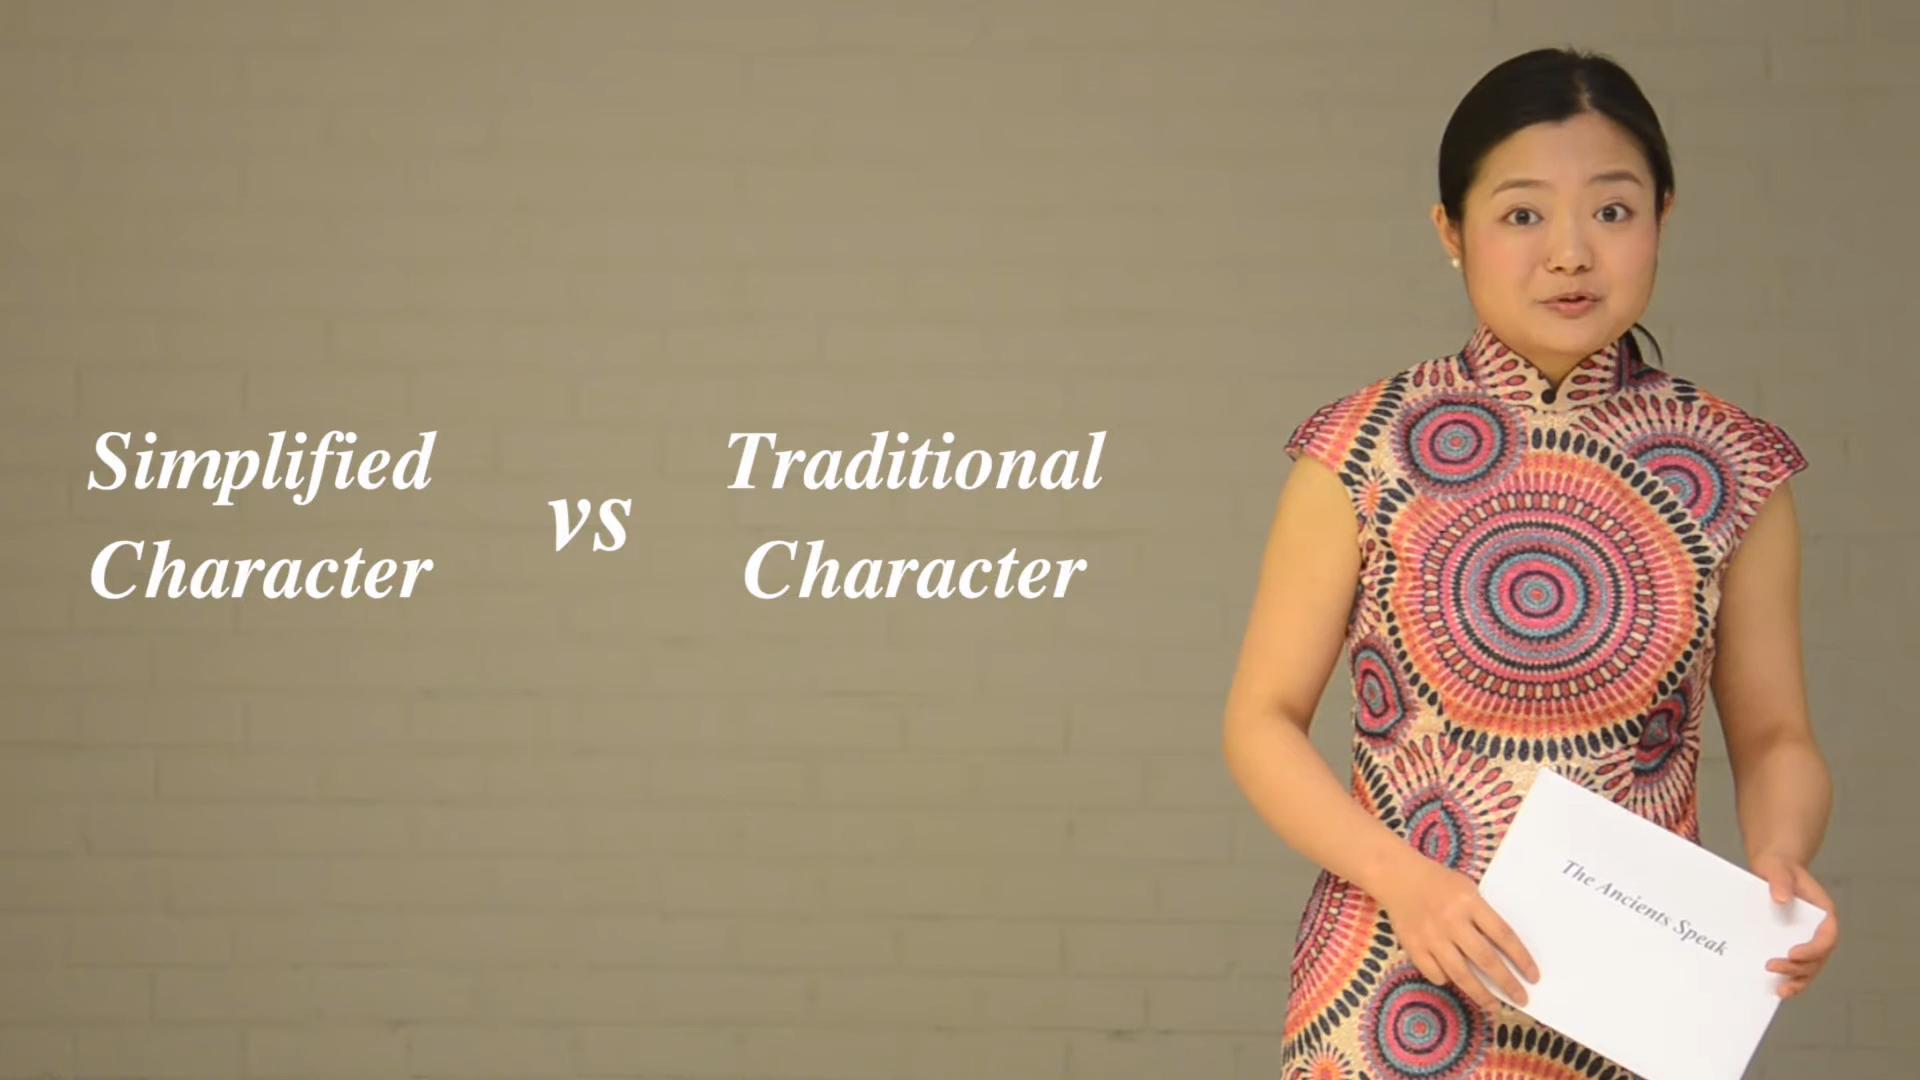 Simplified
Character
vs
Traditional
Character
The Ancients Speak